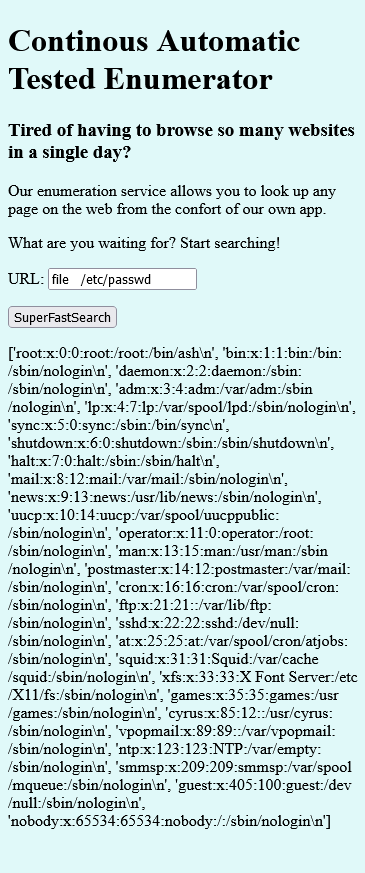 Continous Automatic
Tested Enumerator
Tired of having to browse so many websites
in a single day?
Our enumeration service allows you to look up any
page on the web from the confort of our own app.
What are you waiting for? Start searching!
URL: file   /etc/passwd
SuperFastSearch
['root:x:0:0:root:/root:/bin/ash\n', 'bin:x:1:1:bin:/bin:
/sbin/nologin\n', 'daemon:x:2:2:daemon:/sbin:
/sbin/nologin\n', 'adm:x:3:4:adm:/var/adm:/sbin
/nologin\n', 'lp:x:4:7:lp:/var/spool/lpd:/sbin/nologin\n',
'sync:x:5:0:sync:/sbin:/bin/sync\n',
'shutdown:x:6:0:shutdown:/sbin:/sbin/shutdown\n',
'halt:x:7:0:halt:/sbin:/sbin/halt\n',
'mail:x:8:12:mail:/var/mail:/sbin/nologin\n',
'news:x:9:13:news:/usr/lib/news:/sbin/nologin\n',
'uucp:x:10:14:uucp:/var/spool/uucppublic:
/sbin/nologin\n', 'operator:x:11:0:operator:/root:
/sbin/nologin\n', 'man:x:13:15:man:/usr/man:/sbin
/nologin\n', 'postmaster:x:14:12:postmaster:/var/mail:
/sbin/nologin\n', 'cron:x:16:16:cron:/var/spool/cron:
/sbin/nologin\n', 'ftp:x:21:21::/var/lib/ftp:
/sbin/nologin\n', 'sshd:x:22:22:sshd:/dev/null:
/sbin/nologin\n', 'at:x:25:25:at:/var/spool/cron/atjobs:
/sbin/nologin\n', 'squid:x:31:31:Squid:/var/cache
/squid:/sbin/nologin\n', 'xfs:x:33:33:X Font Server:/etc
/X11/fs:/sbin/nologin\n', 'games:x:35:35:games:/usr
/games:/sbin/nologin\n', 'cyrus:x:85:12::/usr/cyrus:
/sbin/nologin\n', 'vpopmail:x:89:89::/var/vpopmail:
/sbin/nologin\n', 'ntp:x:123:123:NTP:/var/empty:
/sbin/nologin\n', 'smmsp:x:209:209:smmsp:/var/spool
/mqueue:/sbin/nologin\n', 'guest:x:405:100:guest:/dev
/null:/sbin/nologin\n',
'nobody:x:65534:65534:nobody:/:/sbin/nologin\n']